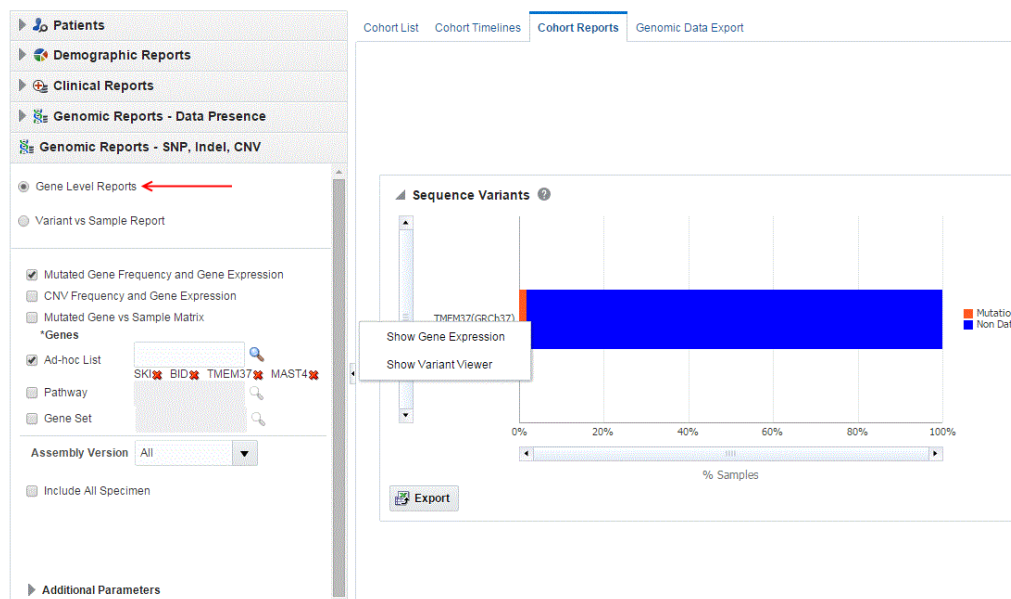 Patients
Demographic Reports
Clinical Reports
Genomic Reports - Data Presence
Genomic Reports - SNP, Indel, CNV
Gene Level Reports
Variant vs Sample Report
Mutated Gene Frequency and Gene Expression
CNV Frequency and Gene Expression
Mutated Gene vs Sample Matrix
*Genes
Ad-hoc List
SKI BID TMEM37 MAST4
Pathway
Gene Set
Assembly Version All
Include All Specimen
Additional Parameters
Cohort List Cohort Timelines Cohort Reports Genomic Data Export
Sequence Variants ?
TMEM37(GRCh37)
Show Gene Expression
Show Variant Viewer
Mutatio
Non Dat
0% 20% 40% 60% 80% 100%
% Samples
Export